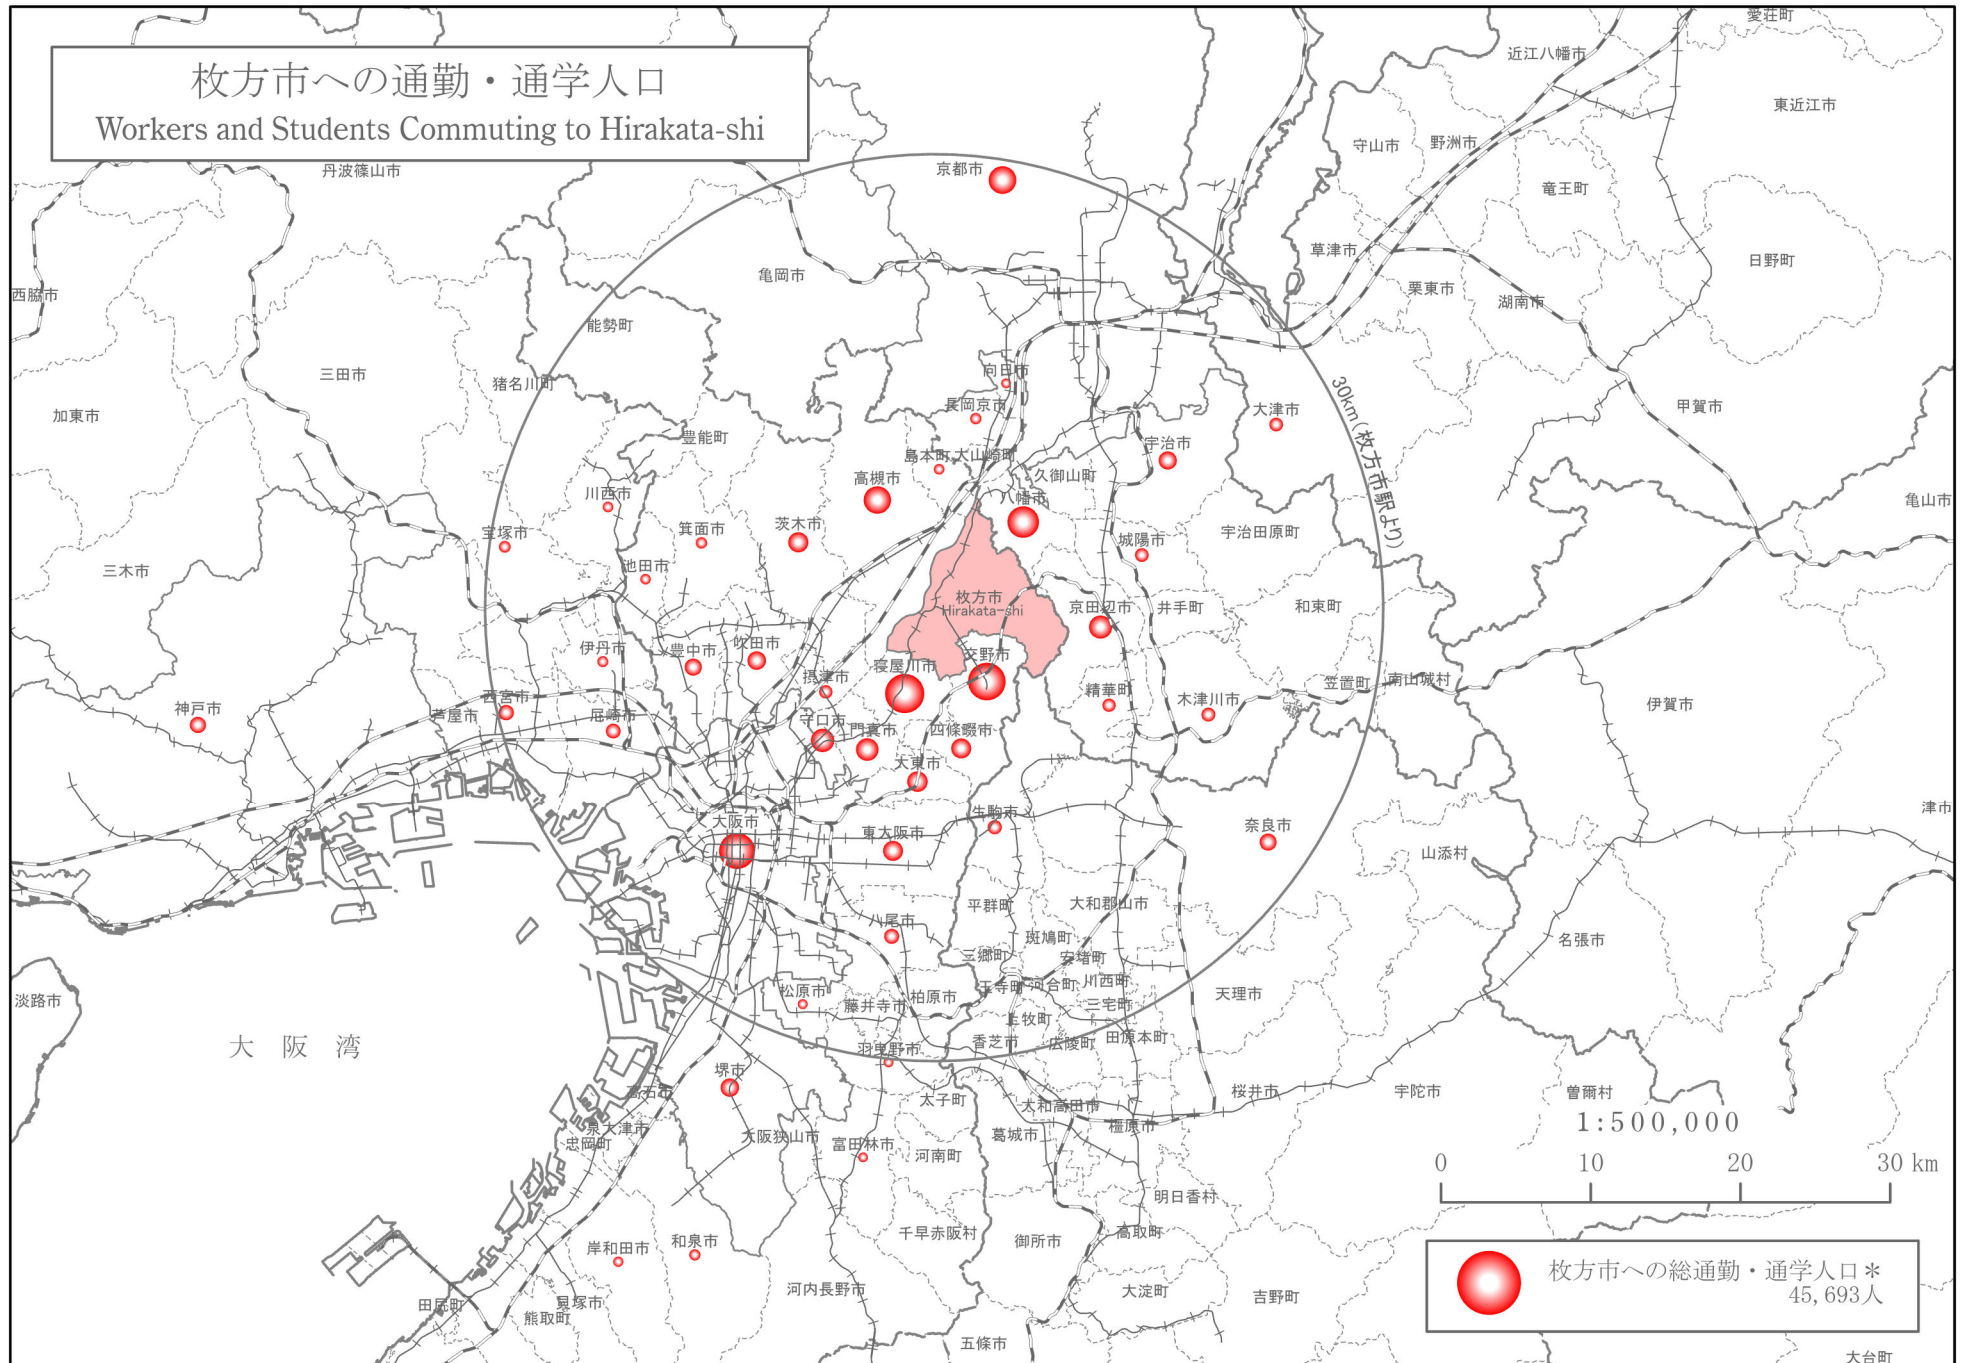 枚方市への通勤・通学人口
Workers and Students Commuting to Hirakata-shi
愛荘町
近江八幡市
東近江市
守山市
野洲市
丹波篠山市
京都市
竜王町
草津市
日野町
亀岡市
栗東市
西脇市
湖南市
能勢町
三田市
向日市
猪名川町
30km(枚方市駅より)
加東市
長岡京市
大津市
甲賀市
豊能町
宇治市
島本町
大山崎町
久御山町
高槻市
川西市
八幡市
亀山市
宝塚市
箕面市
茨木市
城陽市
宇治田原町
三木市
池田市
枚方市
Hirakata-shi
京田辺市
井手町
和東町
伊丹市
豊中市
吹田市
寝屋川市
交野市
摂津市
精華町
笠置町
南山城村
神戸市
芦屋市
西宮市
尼崎市
木津川市
伊賀市
守口市
門真市
四條畷市
大東市
津市
大阪市
東大阪市
生駒市
奈良市
山添村
八尾市
平群町
大和郡山市
斑鳩町
名張市
三郷町
安堵町
淡路市
松原市
藤井寺市
柏原市
王寺町
河合町
川西町
天理市
三宅町
上牧町
大阪湾
羽曳野市
香芝市
広陵町
田原本町
堺市
高石市
太子町
大和高田市
桜井市
宇陀市
曽爾村
1:500,000
泉大津市
忠岡町
大阪狭山市
富田林市
葛城市
橿原市
河南町
0 10 20 30 km
明日香村
千早赤阪村
御所市
高取町
岸和田市
和泉市
枚方市への総通勤・通学人口＊
45,693人
河内長野市
大淀町
吉野町
田尻町
熊取町
貝塚市
五條市
大台町